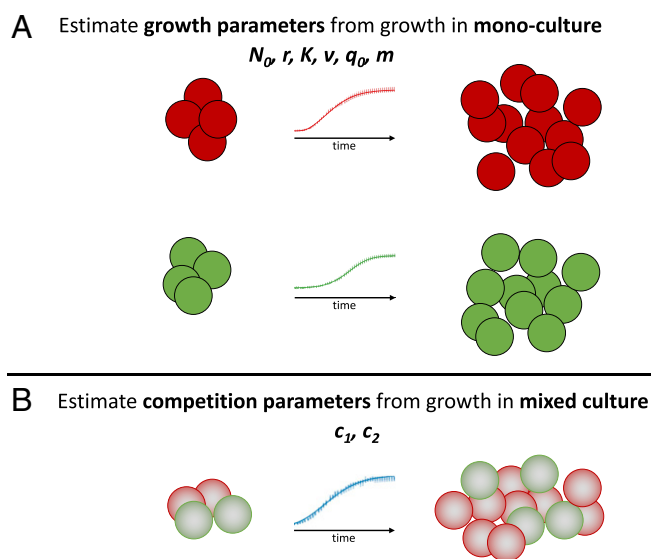 A Estimate growth parameters from growth in mono-culture
N₀, r, K, v, q₀, m
time
time
B Estimate competition parameters from growth in mixed culture
c₁, c₂
time